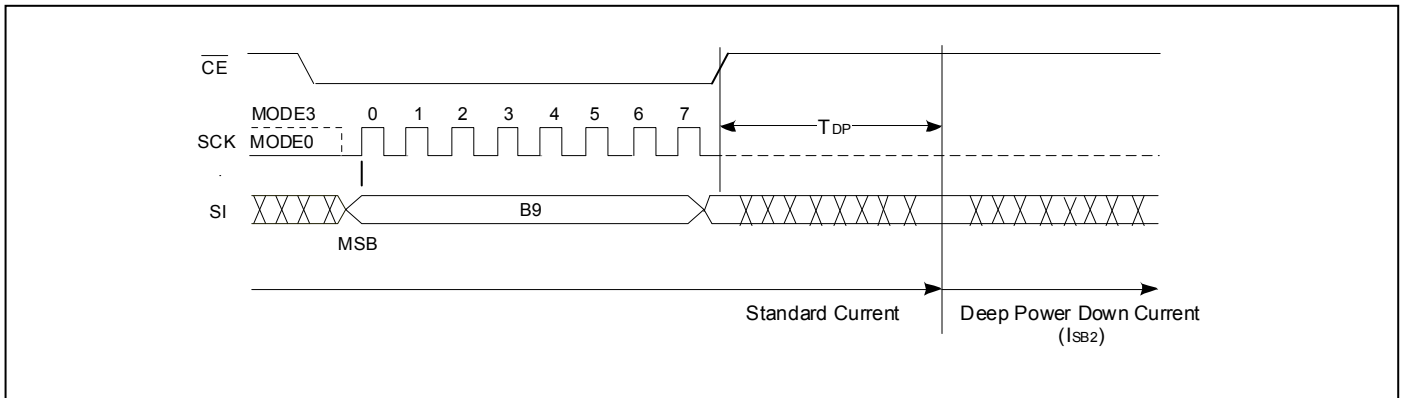 CE
MODE3 0 1 2 3 4 5 6 7
SCK MODE0
TDP
SI B9
MSB
Standard Current Deep Power Down Current
(ISB2)